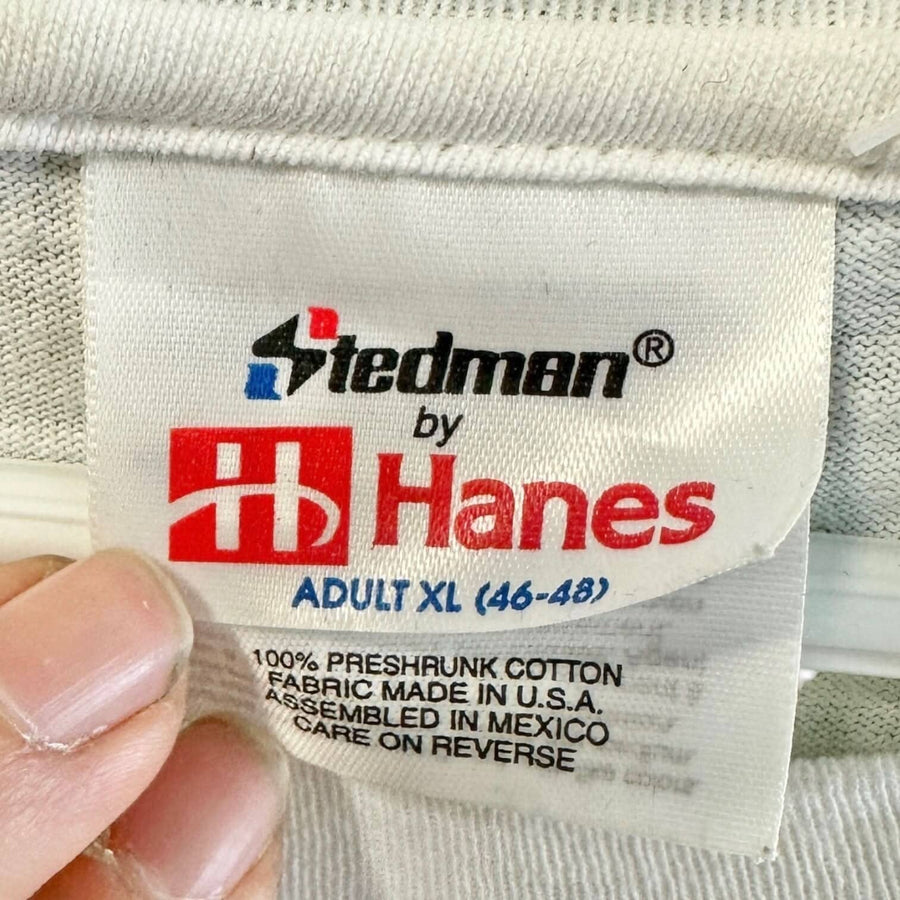 Stedman®
by
Hanes
ADULT XL (46-48)
100% PRESHRUNK COTTON
FABRIC MADE IN U.S.A.
ASSEMBLED IN MEXICO
CARE ON REVERSE